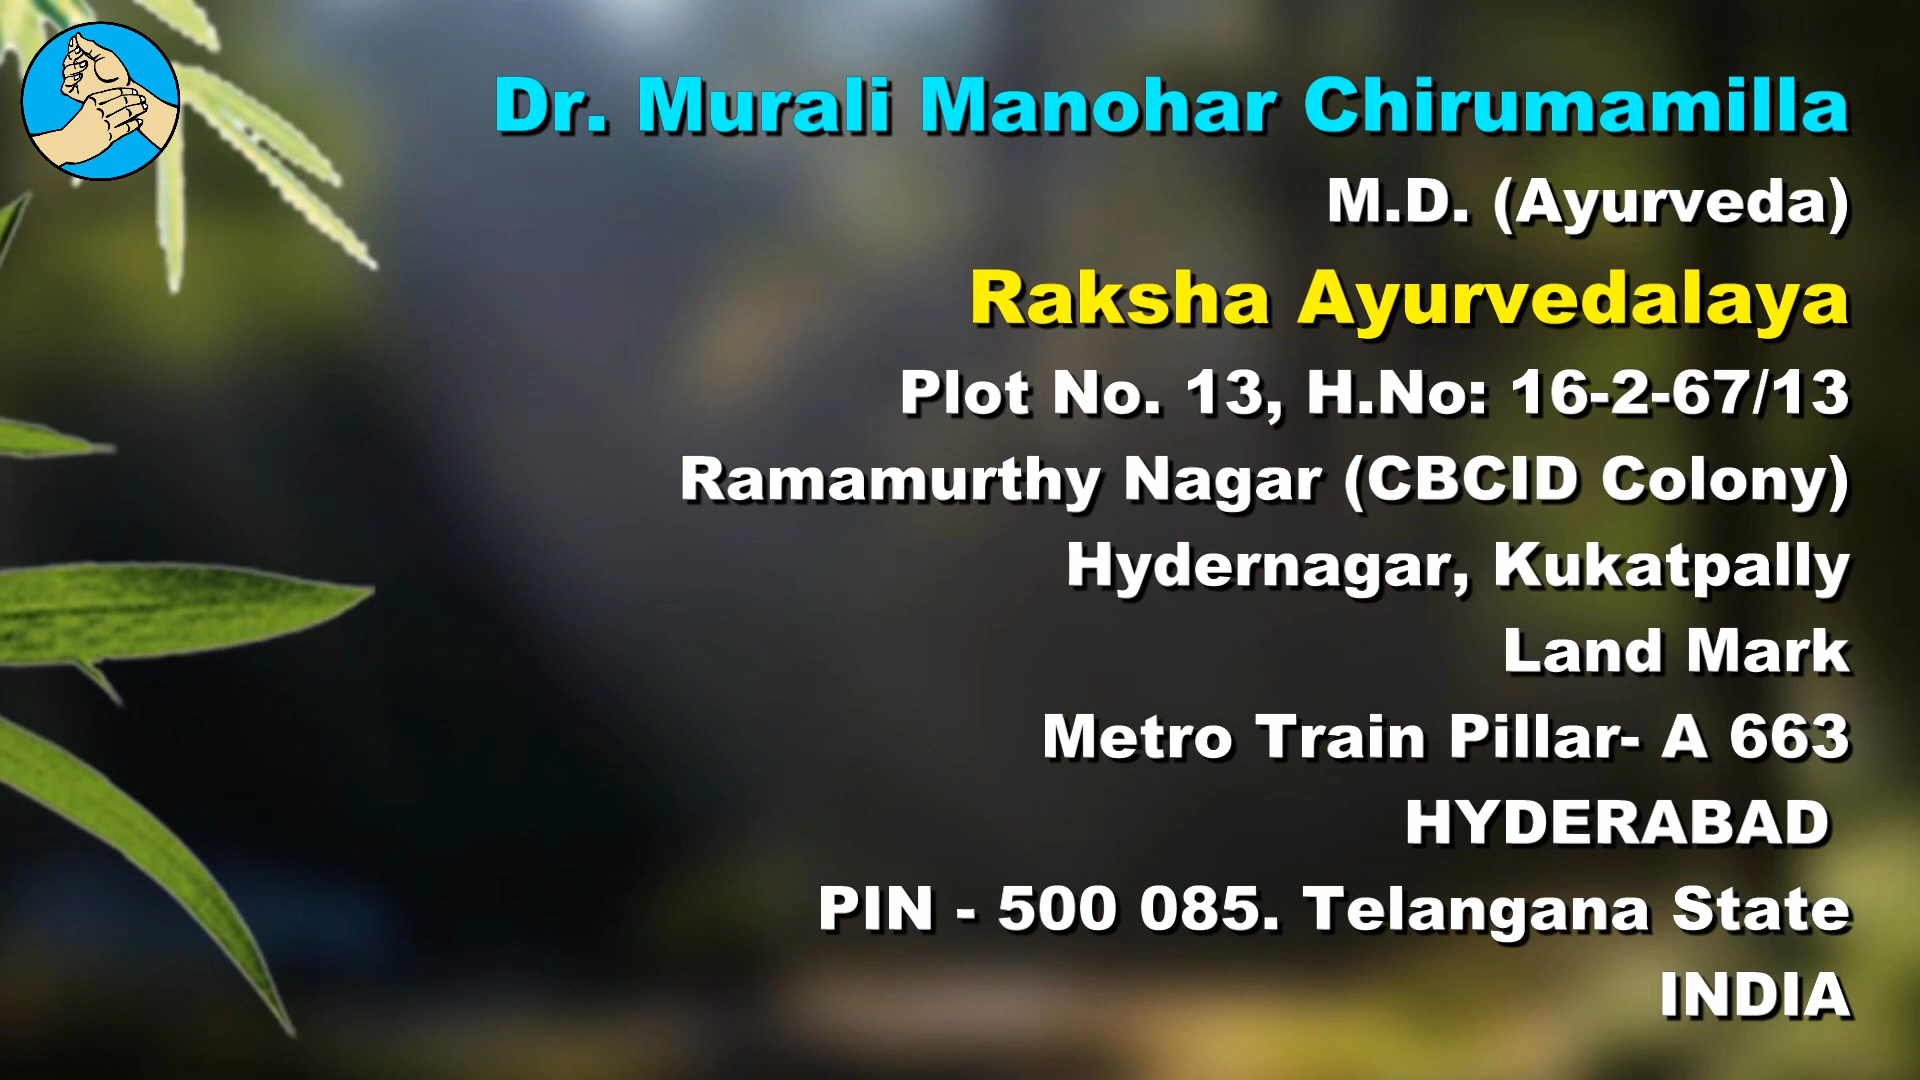 Dr. Murali Manohar Chirumamilla
M.D. (Ayurveda)
Raksha Ayurvedalaya
Plot No. 13, H.No: 16-2-67/13
Ramamurthy Nagar (CBCID Colony)
Hydernagar, Kukatpally
Land Mark
Metro Train Pillar- A 663
HYDERABAD
PIN - 500 085. Telangana State
INDIA